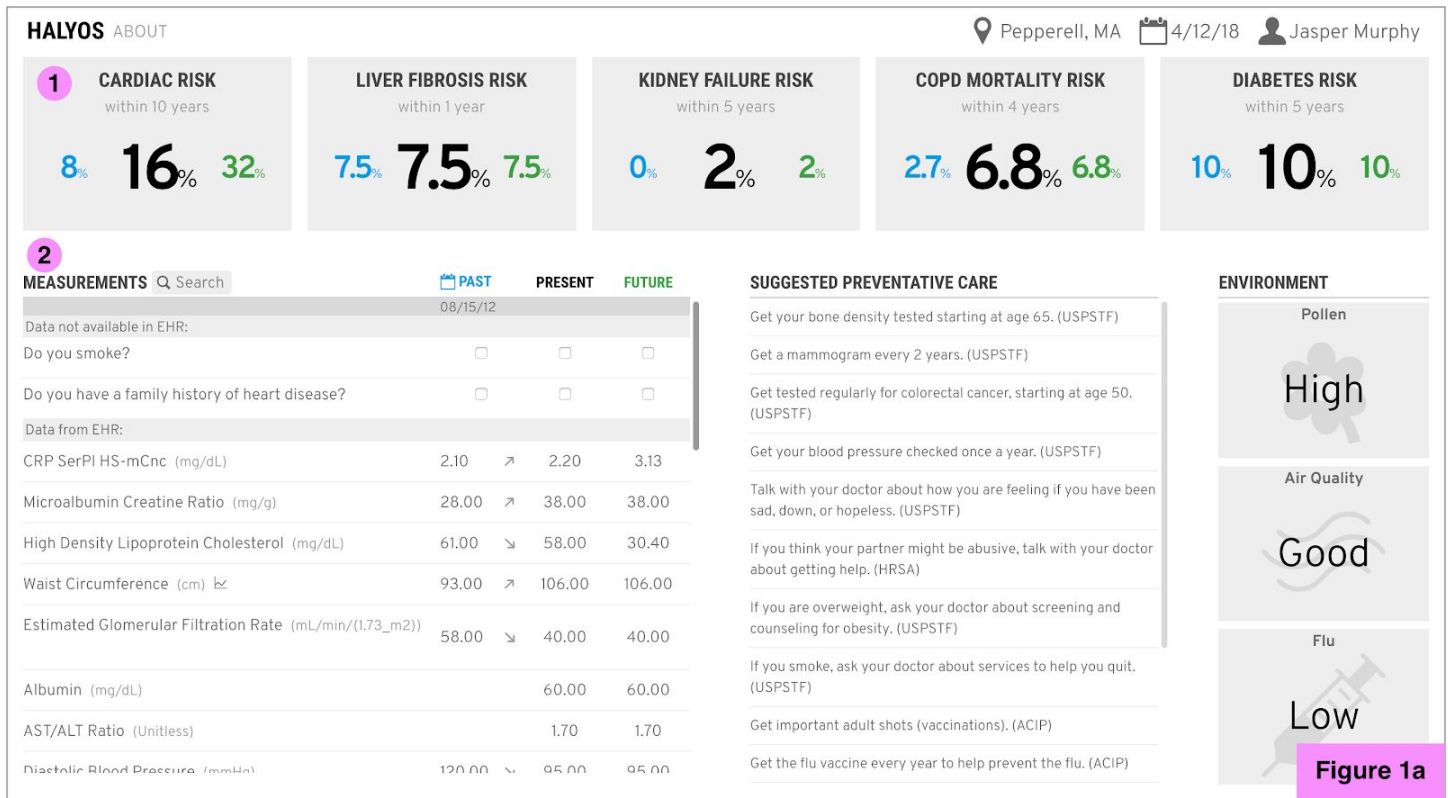 HALYOS ABOUT
Pepperell, MA 4/12/18 Jasper Murphy
1
CARDIAC RISK
within 10 years
8% 16% 32%
LIVER FIBROSIS RISK
within 1 year
7.5% 7.5% 7.5%
KIDNEY FAILURE RISK
within 5 years
0% 2% 2%
COPD MORTALITY RISK
within 4 years
2.7% 6.8% 6.8%
DIABETES RISK
within 5 years
10% 10% 10%
2
MEASUREMENTS Search PAST PRESENT FUTURE
08/15/12
Data not available in EHR:
Do you smoke?
Do you have a family history of heart disease?
Data from EHR:
CRP SerPl HS-mCnc (mg/dL) 2.10 ↗ 2.20 3.13
Microalbumin Creatine Ratio (mg/g) 28.00 ↗ 38.00 38.00
High Density Lipoprotein Cholesterol (mg/dL) 61.00 ↘ 58.00 30.40
Waist Circumference (cm) 93.00 ↗ 106.00 106.00
Estimated Glomerular Filtration Rate (mL/min/{1.73_m2}) 58.00 ↘ 40.00 40.00
Albumin (mg/dL) 60.00 60.00
AST/ALT Ratio (Unitless) 1.70 1.70
Diastolic Blood Pressure (mmHg) 120.00 ↘ 95.00 95.00
SUGGESTED PREVENTATIVE CARE
Get your bone density tested starting at age 65. (USPSTF)
Get a mammogram every 2 years. (USPSTF)
Get tested regularly for colorectal cancer, starting at age 50.
(USPSTF)
Get your blood pressure checked once a year. (USPSTF)
Talk with your doctor about how you are feeling if you have been
sad, down, or hopeless. (USPSTF)
If you think your partner might be abusive, talk with your doctor
about getting help. (HRSA)
If you are overweight, ask your doctor about screening and
counseling for obesity. (USPSTF)
If you smoke, ask your doctor about services to help you quit.
(USPSTF)
Get important adult shots (vaccinations). (ACIP)
Get the flu vaccine every year to help prevent the flu. (ACIP)
ENVIRONMENT
Pollen
High
Air Quality
Good
Flu
Low
Figure 1a